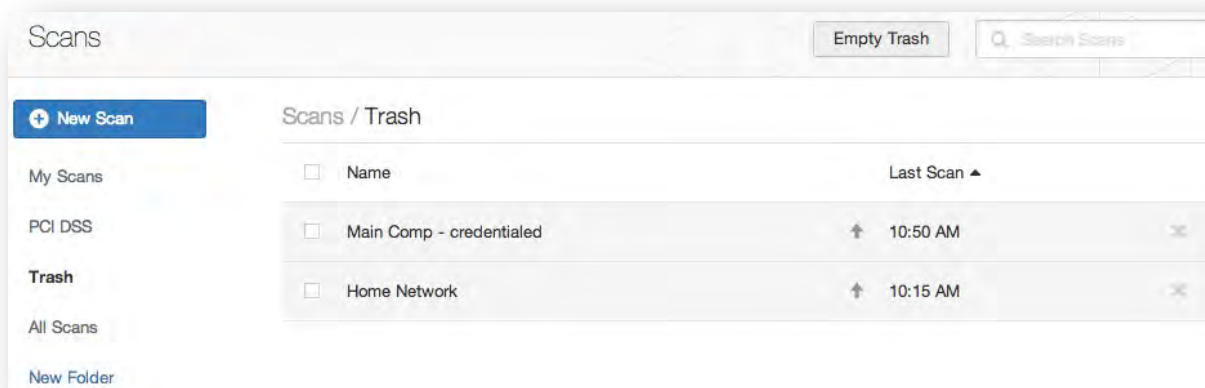 Scans
Empty Trash
Search Scans
New Scan
Scans / Trash
Name
Last Scan
My Scans
PCI DSS
Main Comp - credentialed
10:50 AM
Trash
Home Network
10:15 AM
All Scans
New Folder